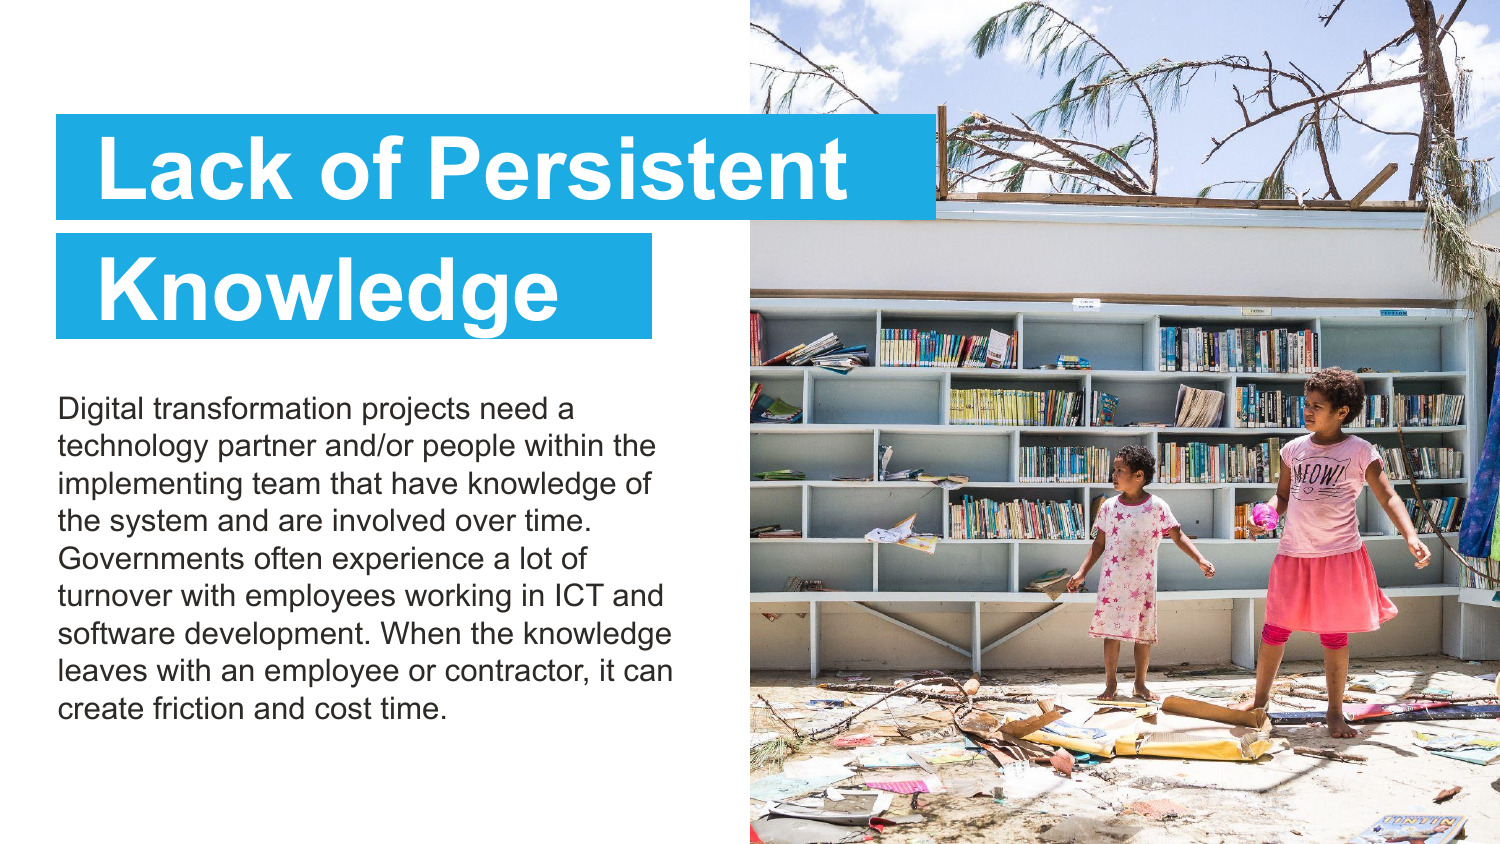 Lack of Persistent
Knowledge
Digital transformation projects need a
technology partner and/or people within the
implementing team that have knowledge of
the system and are involved over time.
Governments often experience a lot of
turnover with employees working in ICT and
software development. When the knowledge
leaves with an employee or contractor, it can
create friction and cost time.
FICTION
MEOW!
TINTIN